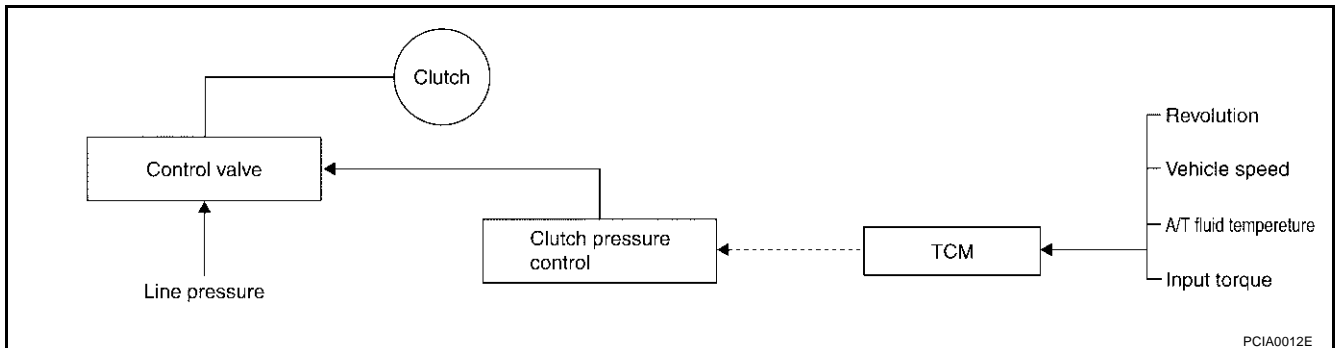 Clutch
Revolution
Control valve
Vehicle speed
A/T fluid tempereture
Clutch pressure
control
TCM
Line pressure
Input torque
PCIA0012E